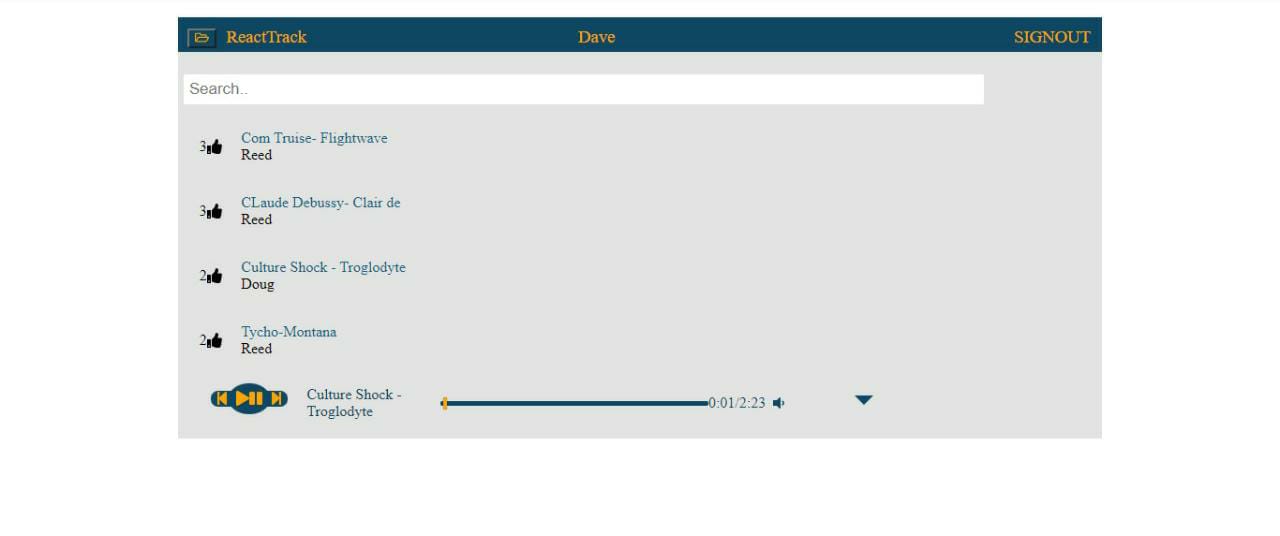 ReactTrack Dave SIGNOUT
Search..
3 Com Truise- Flightwave
Reed
3 CLaude Debussy- Clair de
Reed
2 Culture Shock - Troglodyte
Doug
2 Tycho-Montana
Reed
Culture Shock -
Troglodyte
0:01/2:23